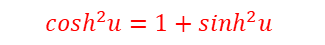 cosh²u = 1 + sinh²u